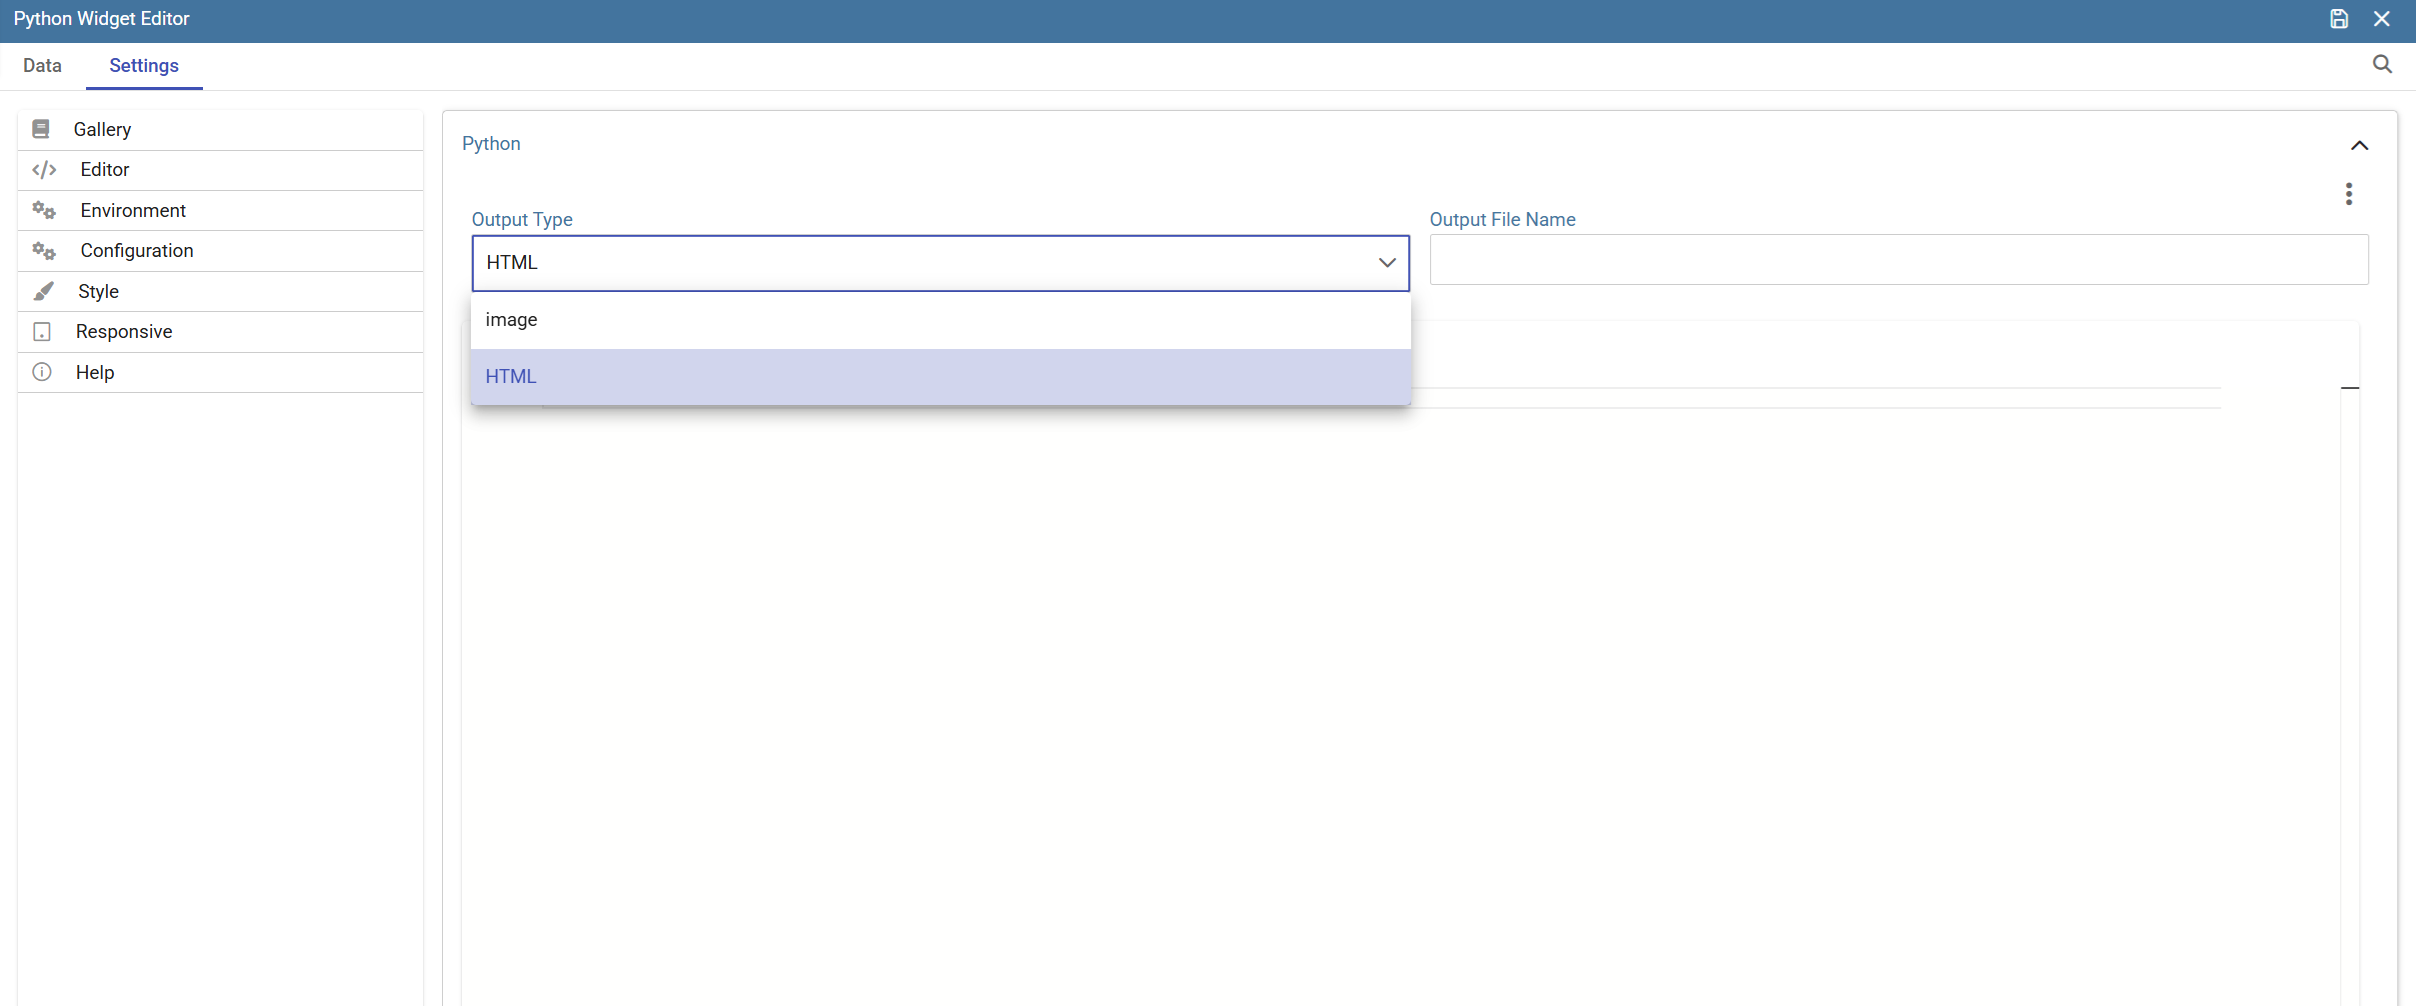 Python Widget Editor
Data
Settings
Gallery
Editor
Environment
Configuration
Style
Responsive
Help
Python
Output Type
Output File Name
HTML
image
HTML